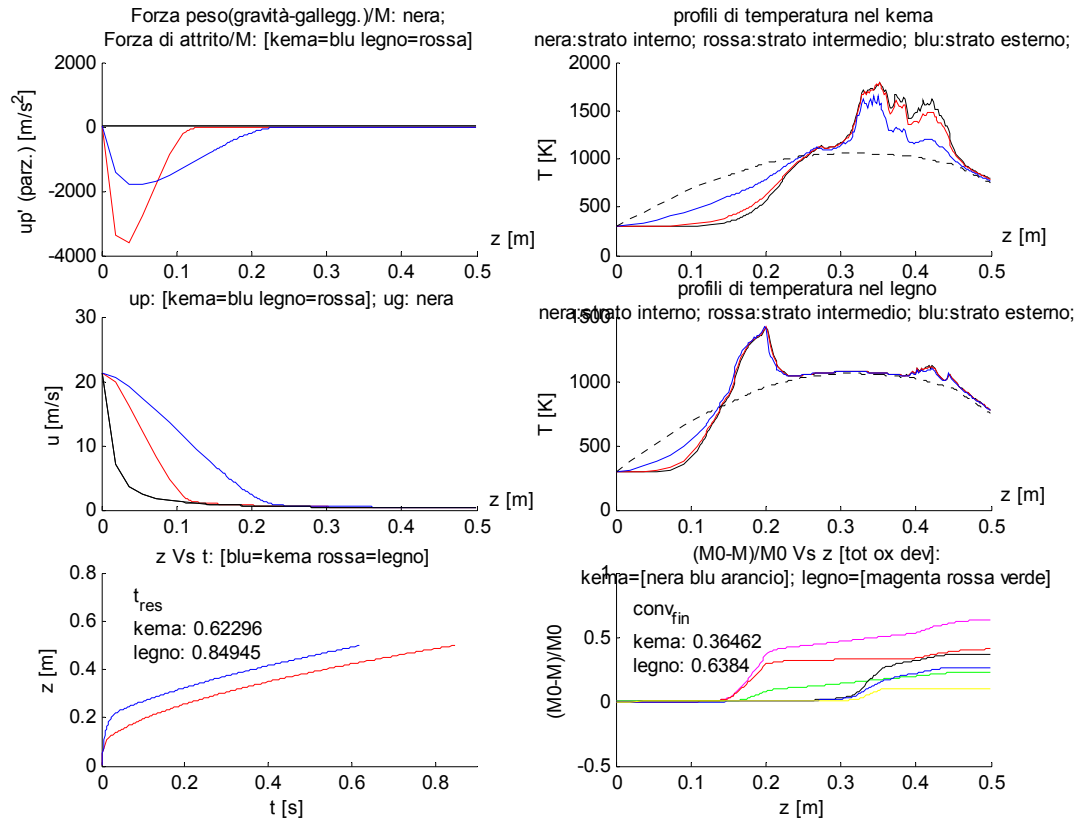 Forza peso(gravità-gallegg.)/M: nera;
Forza di attrito/M: [kema=blu legno=rossa]
2000
0
-2000
-4000
up' (parz.) [m/s2]
0
0.1
0.2
0.3
0.4
0.5
z [m]
profili di temperatura nel kema
nera:strato interno; rossa:strato intermedio; blu:strato esterno;
2000
1500
1000
500
0
T [K]
0
0.1
0.2
0.3
0.4
0.5
z [m]
up: [kema=blu legno=rossa]; ug: nera
30
20
10
0
u [m/s]
0
0.1
0.2
0.3
0.4
0.5
z [m]
profili di temperatura nel legno
nera:strato interno; rossa:strato intermedio; blu:strato esterno;
1500
1000
500
0
T [K]
0
0.1
0.2
0.3
0.4
0.5
z [m]
z Vs t: [blu=kema rossa=legno]
0.8
0.6
0.4
0.2
0
z [m]
tres
kema: 0.62296
legno: 0.84945
0
0.2
0.4
0.6
0.8
t [s]
(M0-M)/M0 Vs z [tot ox dev]:
kema=[nera blu arancio]; legno=[magenta rossa verde]
1
0.5
0
-0.5
(M0-M)/M0
convfin
kema: 0.36462
legno: 0.6384
0
0.1
0.2
0.3
0.4
0.5
z [m]